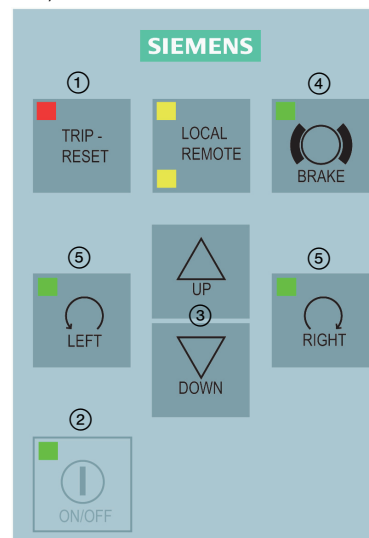 SIEMENS
1
4
TRIP -
RESET
LOCAL
REMOTE
BRAKE
5
5
UP
LEFT
3
RIGHT
DOWN
2
ON/OFF